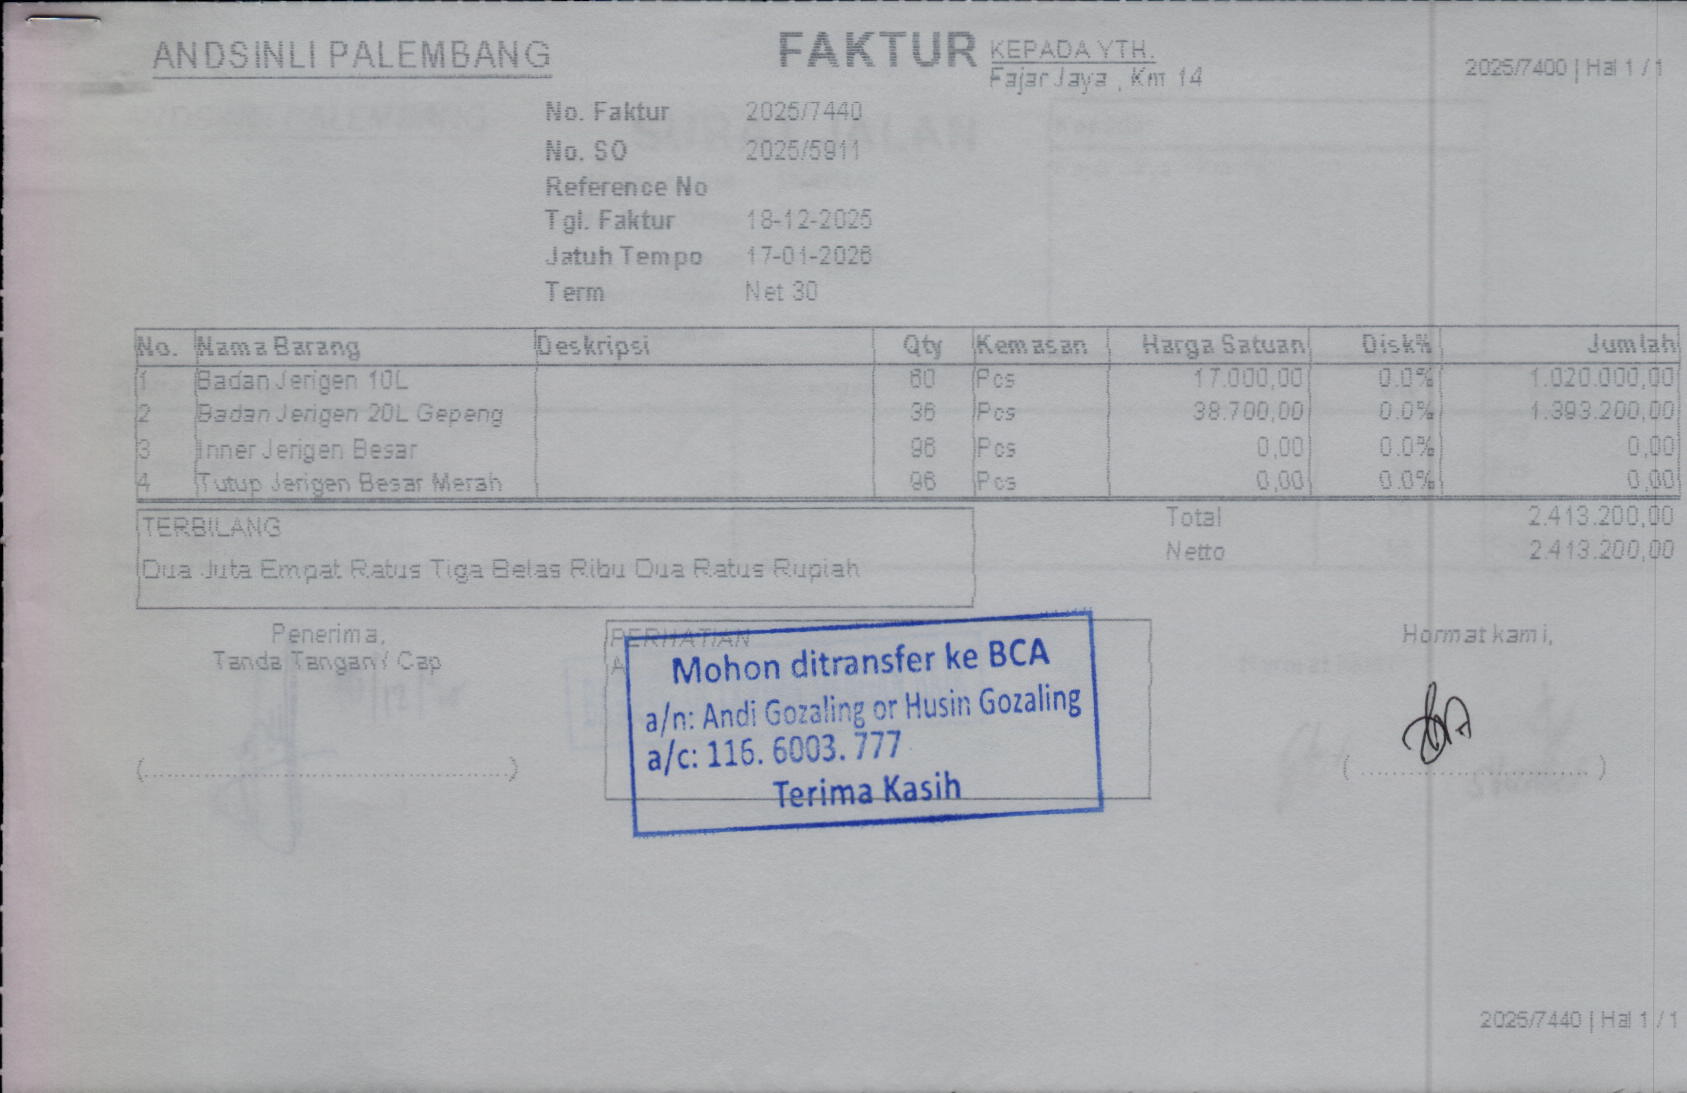 ANDSINLI PALEMBANG
FAKTUR
KEPADA YTH.
Fajar Jaya , Km 14
2025/7400 | Hal 1 / 1
No. Faktur 2025/7440
No. SO 2025/5911
Reference No
Tgl. Faktur 18-12-2025
Jatuh Tempo 17-01-2026
Term Net 30
No. Nama Barang Deskripsi Qty Kemasan Harga Satuan Disk% Jumlah
1 Badan Jerigen 10L 60 Pcs 17.000,00 0.0% 1.020.000,00
2 Badan Jerigen 20L Gepeng 36 Pcs 38.700,00 0.0% 1.393.200,00
3 Inner Jerigen Besar 96 Pcs 0,00 0.0% 0,00
4 Tutup Jerigen Besar Merah 96 Pcs 0,00 0.0% 0,00
TERBILANG
Dua Juta Empat Ratus Tiga Belas Ribu Dua Ratus Rupiah
Total 2.413.200,00
Netto 2.413.200,00
Penerima,
Tanda Tangan / Cap
PERHATIAN
Mohon ditransfer ke BCA
a/n: Andi Gozaling or Husin Gozaling
a/c: 116. 6003. 777
Terima Kasih
Hormat kami,
2025/7440 | Hal 1 / 1